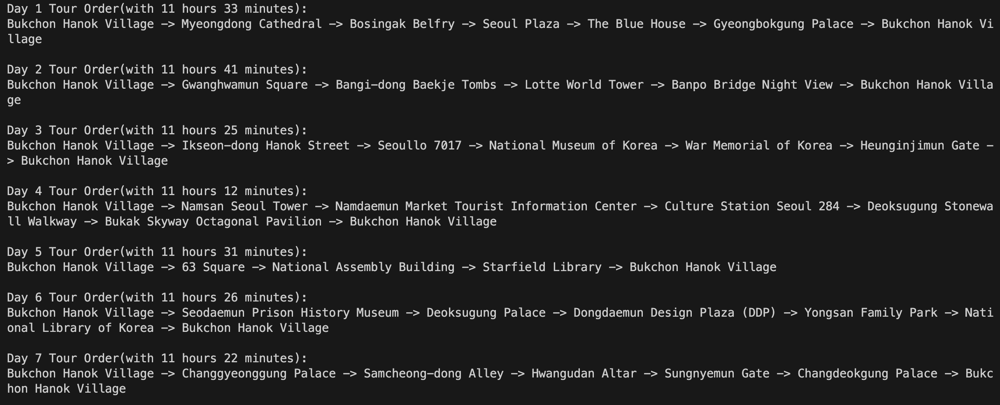 Day 1 Tour Order(with 11 hours 33 minutes):
Bukchon Hanok Village -> Myeongdong Cathedral -> Bosingak Belfry -> Seoul Plaza -> The Blue House -> Gyeongbokgung Palace -> Bukchon Hanok Vi
llage
Day 2 Tour Order(with 11 hours 41 minutes):
Bukchon Hanok Village -> Gwanghwamun Square -> Bangi-dong Baekje Tombs -> Lotte World Tower -> Banpo Bridge Night View -> Bukchon Hanok Villa
ge
Day 3 Tour Order(with 11 hours 25 minutes):
Bukchon Hanok Village -> Ikseon-dong Hanok Street -> Seoullo 7017 -> National Museum of Korea -> War Memorial of Korea -> Heunginjimun Gate -
> Bukchon Hanok Village
Day 4 Tour Order(with 11 hours 12 minutes):
Bukchon Hanok Village -> Namsan Seoul Tower -> Namdaemun Market Tourist Information Center -> Culture Station Seoul 284 -> Deoksugung Stonewa
ll Walkway -> Bukak Skyway Octagonal Pavilion -> Bukchon Hanok Village
Day 5 Tour Order(with 11 hours 31 minutes):
Bukchon Hanok Village -> 63 Square -> National Assembly Building -> Starfield Library -> Bukchon Hanok Village
Day 6 Tour Order(with 11 hours 26 minutes):
Bukchon Hanok Village -> Seodaemun Prison History Museum -> Deoksugung Palace -> Dongdaemun Design Plaza (DDP) -> Yongsan Family Park -> Nati
onal Library of Korea -> Bukchon Hanok Village
Day 7 Tour Order(with 11 hours 22 minutes):
Bukchon Hanok Village -> Changgyeonggung Palace -> Samcheong-dong Alley -> Hwangudan Altar -> Sungnyemun Gate -> Changdeokgung Palace -> Bukc
hon Hanok Village